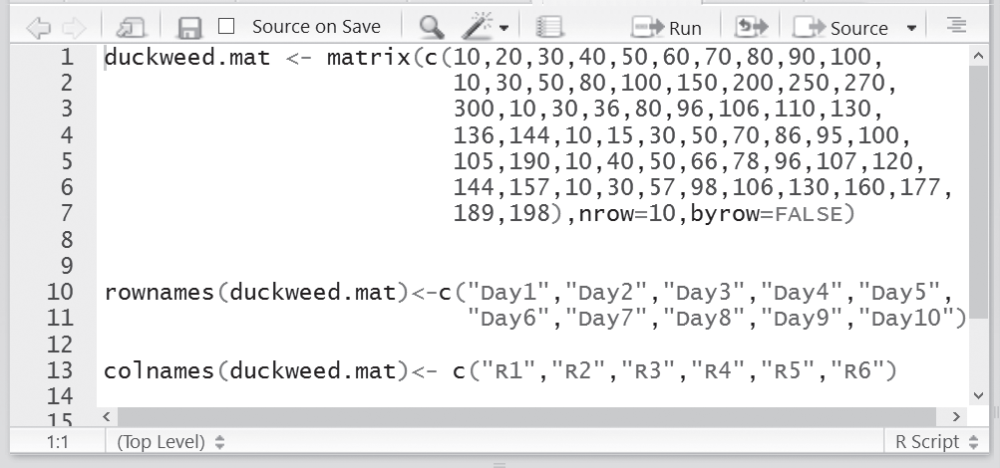 Source on Save Run Source
1 duckweed.mat <- matrix(c(10,20,30,40,50,60,70,80,90,100,
2 10,30,50,80,100,150,200,250,270,
3 300,10,30,36,80,96,106,110,130,
4 136,144,10,15,30,50,70,86,95,100,
5 105,190,10,40,50,66,78,96,107,120,
6 144,157,10,30,57,98,106,130,160,177,
7 189,198),nrow=10,byrow=FALSE)
8
9
10 rownames(duckweed.mat)<-c("Day1","Day2","Day3","Day4","Day5",
11 "Day6","Day7","Day8","Day9","Day10")
12
13 colnames(duckweed.mat)<- c("R1","R2","R3","R4","R5","R6")
14
15
1:1 (Top Level) R Script